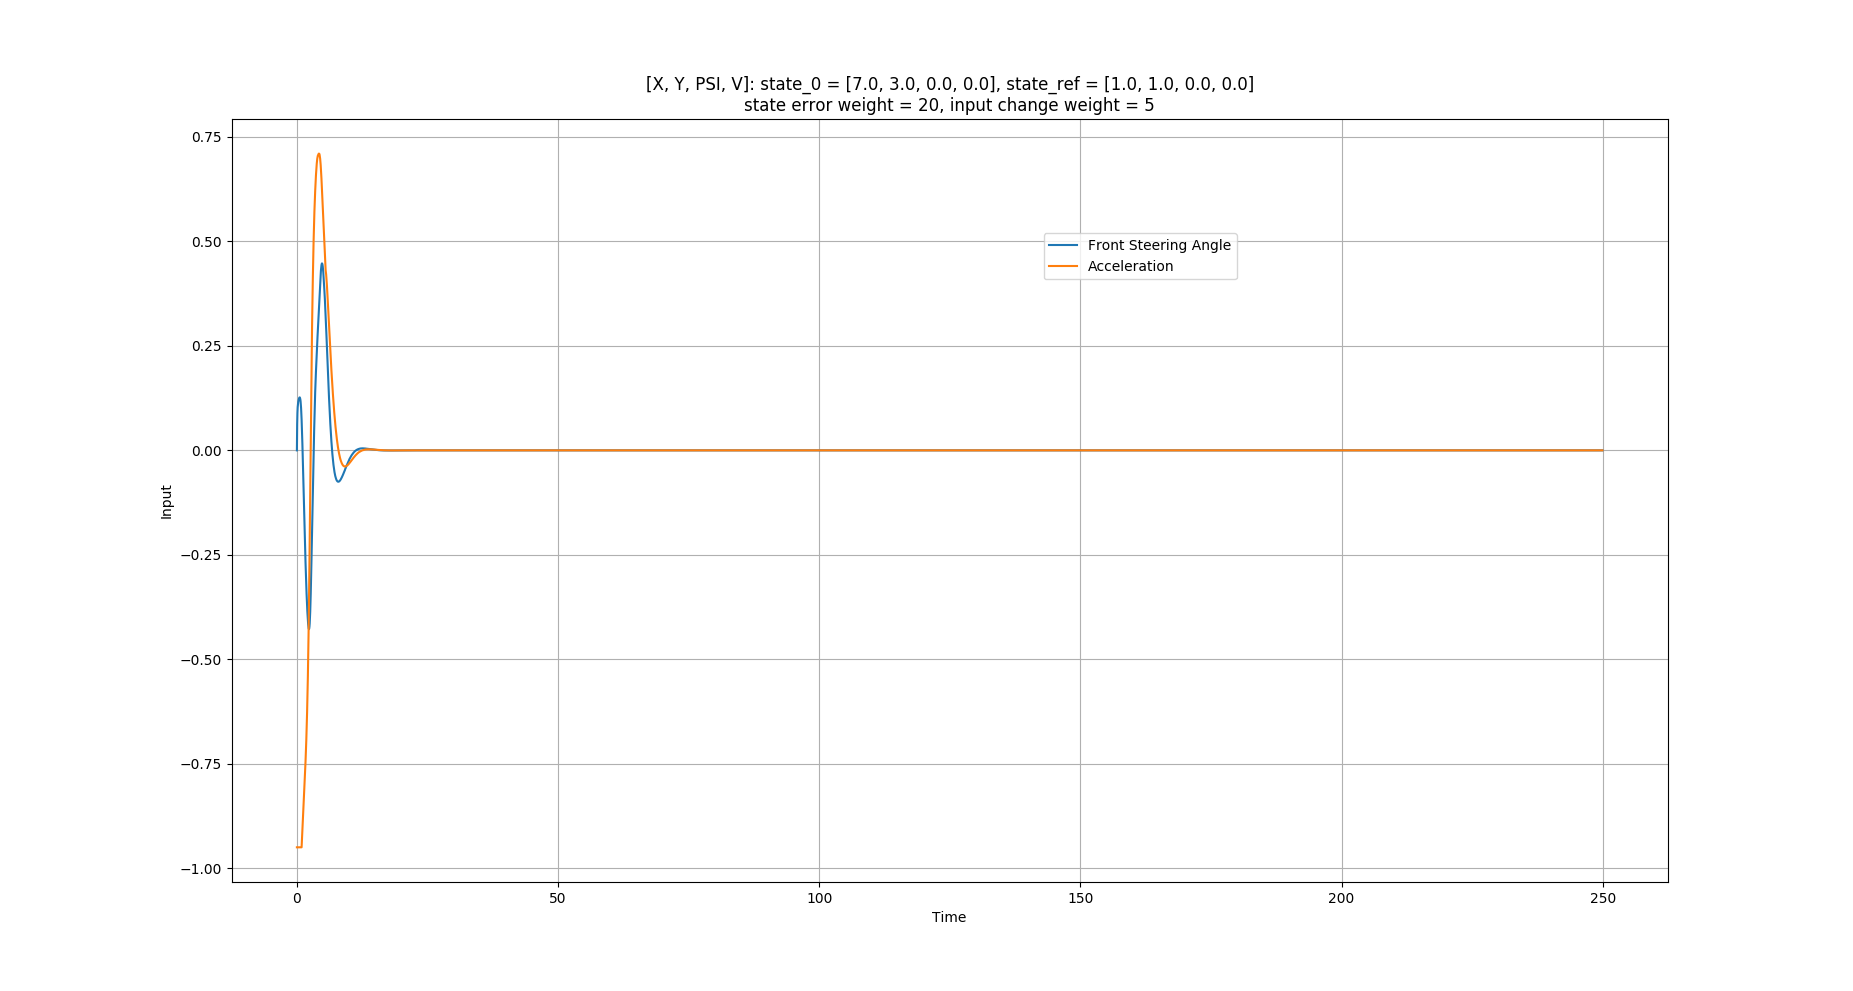 [X, Y, PSI, V]: state_0 = [7.0, 3.0, 0.0, 0.0], state_ref = [1.0, 1.0, 0.0, 0.0]
state error weight = 20, input change weight = 5
0.75
0.50
0.25
0.00
−0.25
−0.50
−0.75
−1.00
Input
Front Steering Angle
Acceleration
0
50
100
150
200
250
Time